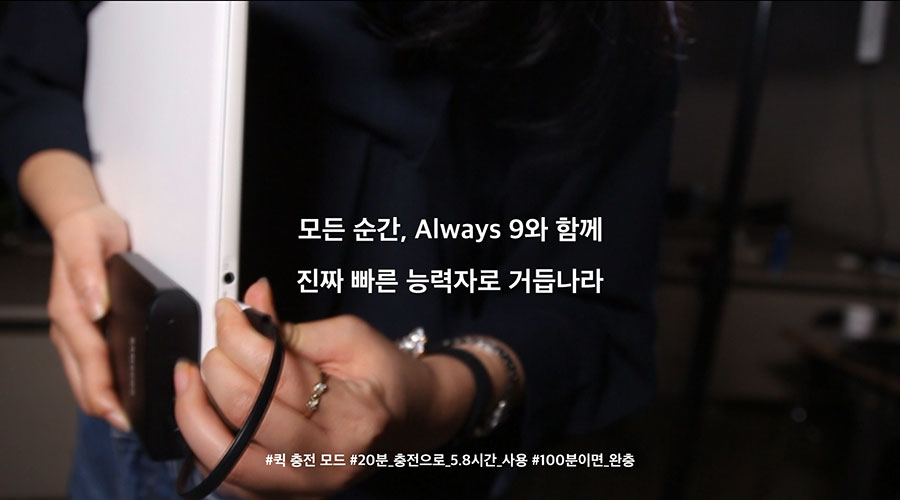 모든 순간, Always 9와 함께
진짜 빠른 능력자로 거듭나라
#퀵 충전 모드 #20분_충전으로_5.8시간_사용 #100분이면_완충